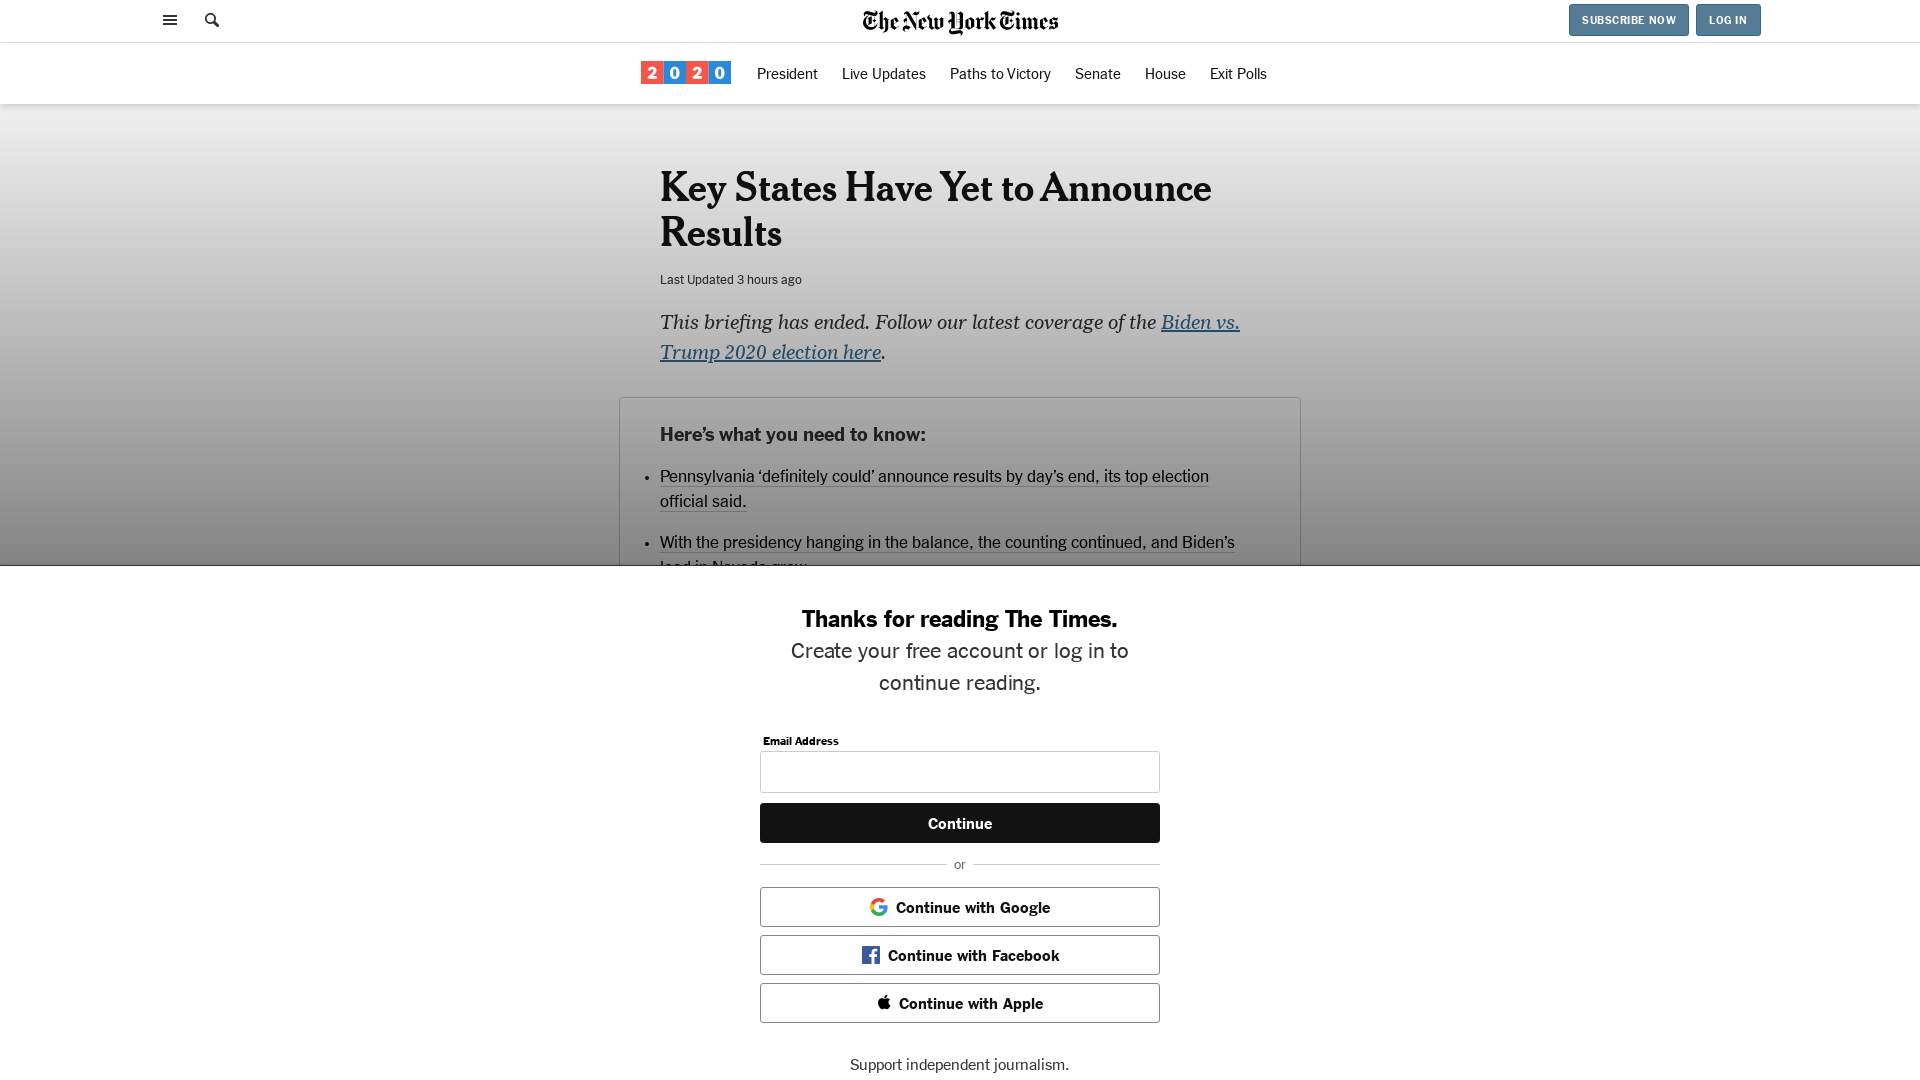 The New York Times
SUBSCRIBE NOW
LOG IN
2020
President
Live Updates
Paths to Victory
Senate
House
Exit Polls
Key States Have Yet to Announce
Results
Last Updated 3 hours ago
This briefing has ended. Follow our latest coverage of the Biden vs.
Trump 2020 election here.
Here’s what you need to know:
Pennsylvania ‘definitely could’ announce results by day’s end, its top election
official said.
With the presidency hanging in the balance, the counting continued, and Biden’s
lead in Nevada grew.
Thanks for reading The Times.
Create your free account or log in to
continue reading.
Email Address
Continue
or
Continue with Google
Continue with Facebook
Continue with Apple
Support independent journalism.